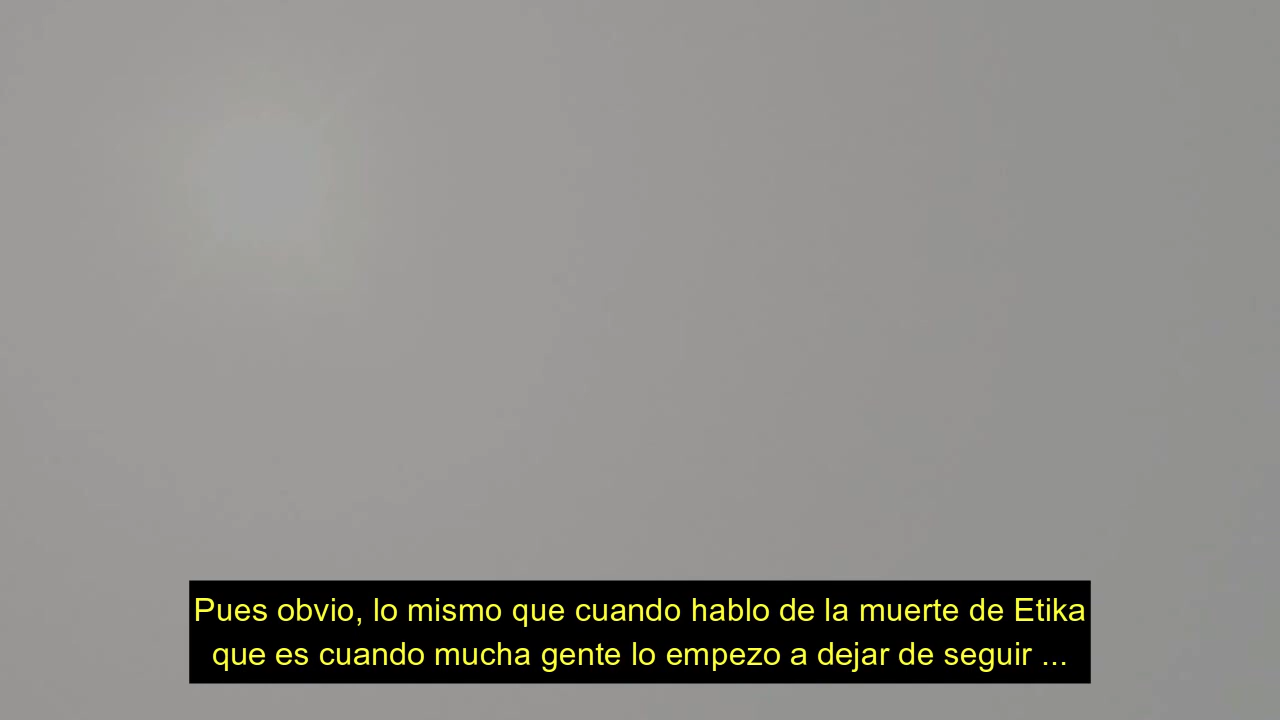 Pues obvio, lo mismo que cuando hablo de la muerte de Etika
que es cuando mucha gente lo empezo a dejar de seguir ...